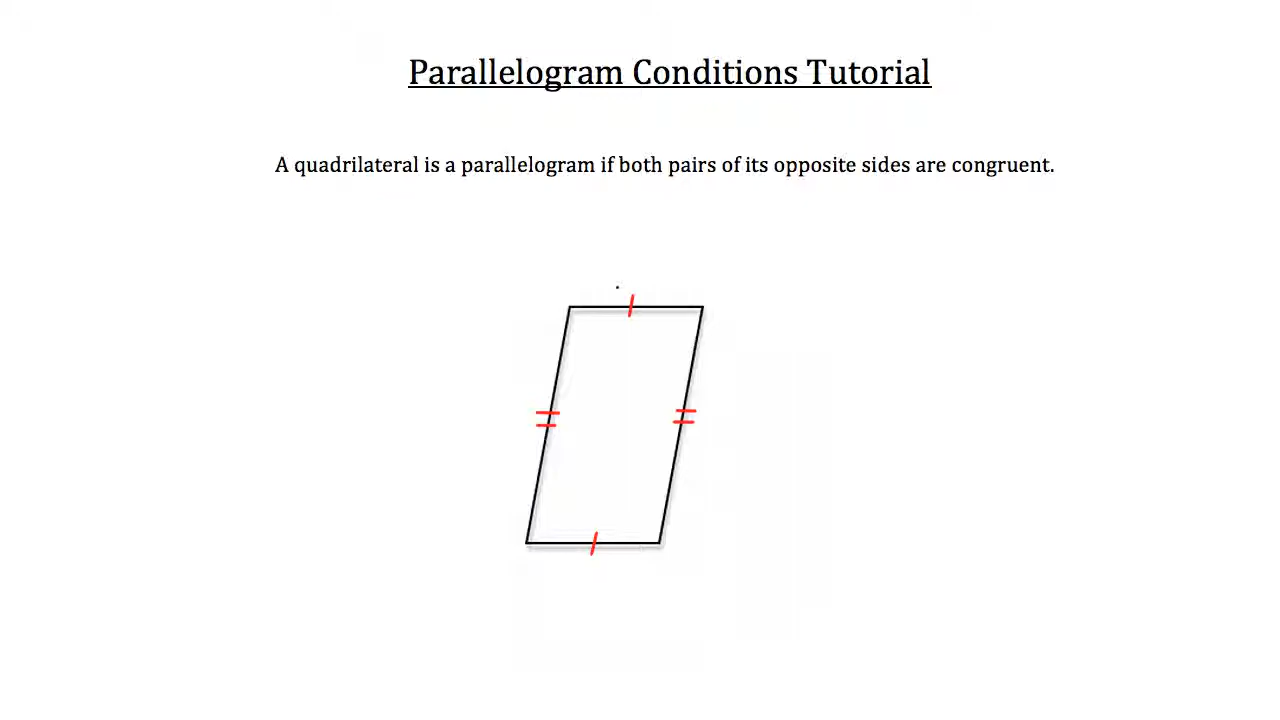 Parallelogram Conditions Tutorial
A quadrilateral is a parallelogram if both pairs of its opposite sides are congruent.